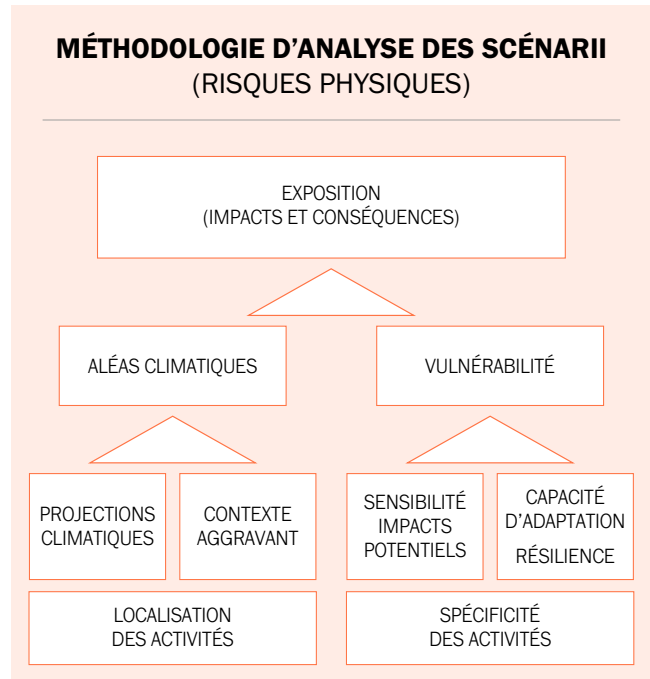 MÉTHODOLOGIE D’ANALYSE DES SCÉNARII
(RISQUES PHYSIQUES)
EXPOSITION
(IMPACTS ET CONSÉQUENCES)
ALÉAS CLIMATIQUES
VULNÉRABILITÉ
PROJECTIONS
CLIMATIQUES
CONTEXTE
AGGRAVANT
SENSIBILITÉ
IMPACTS
POTENTIELS
CAPACITÉ
D’ADAPTATION
RÉSILIENCE
LOCALISATION
DES ACTIVITÉS
SPÉCIFICITÉ
DES ACTIVITÉS